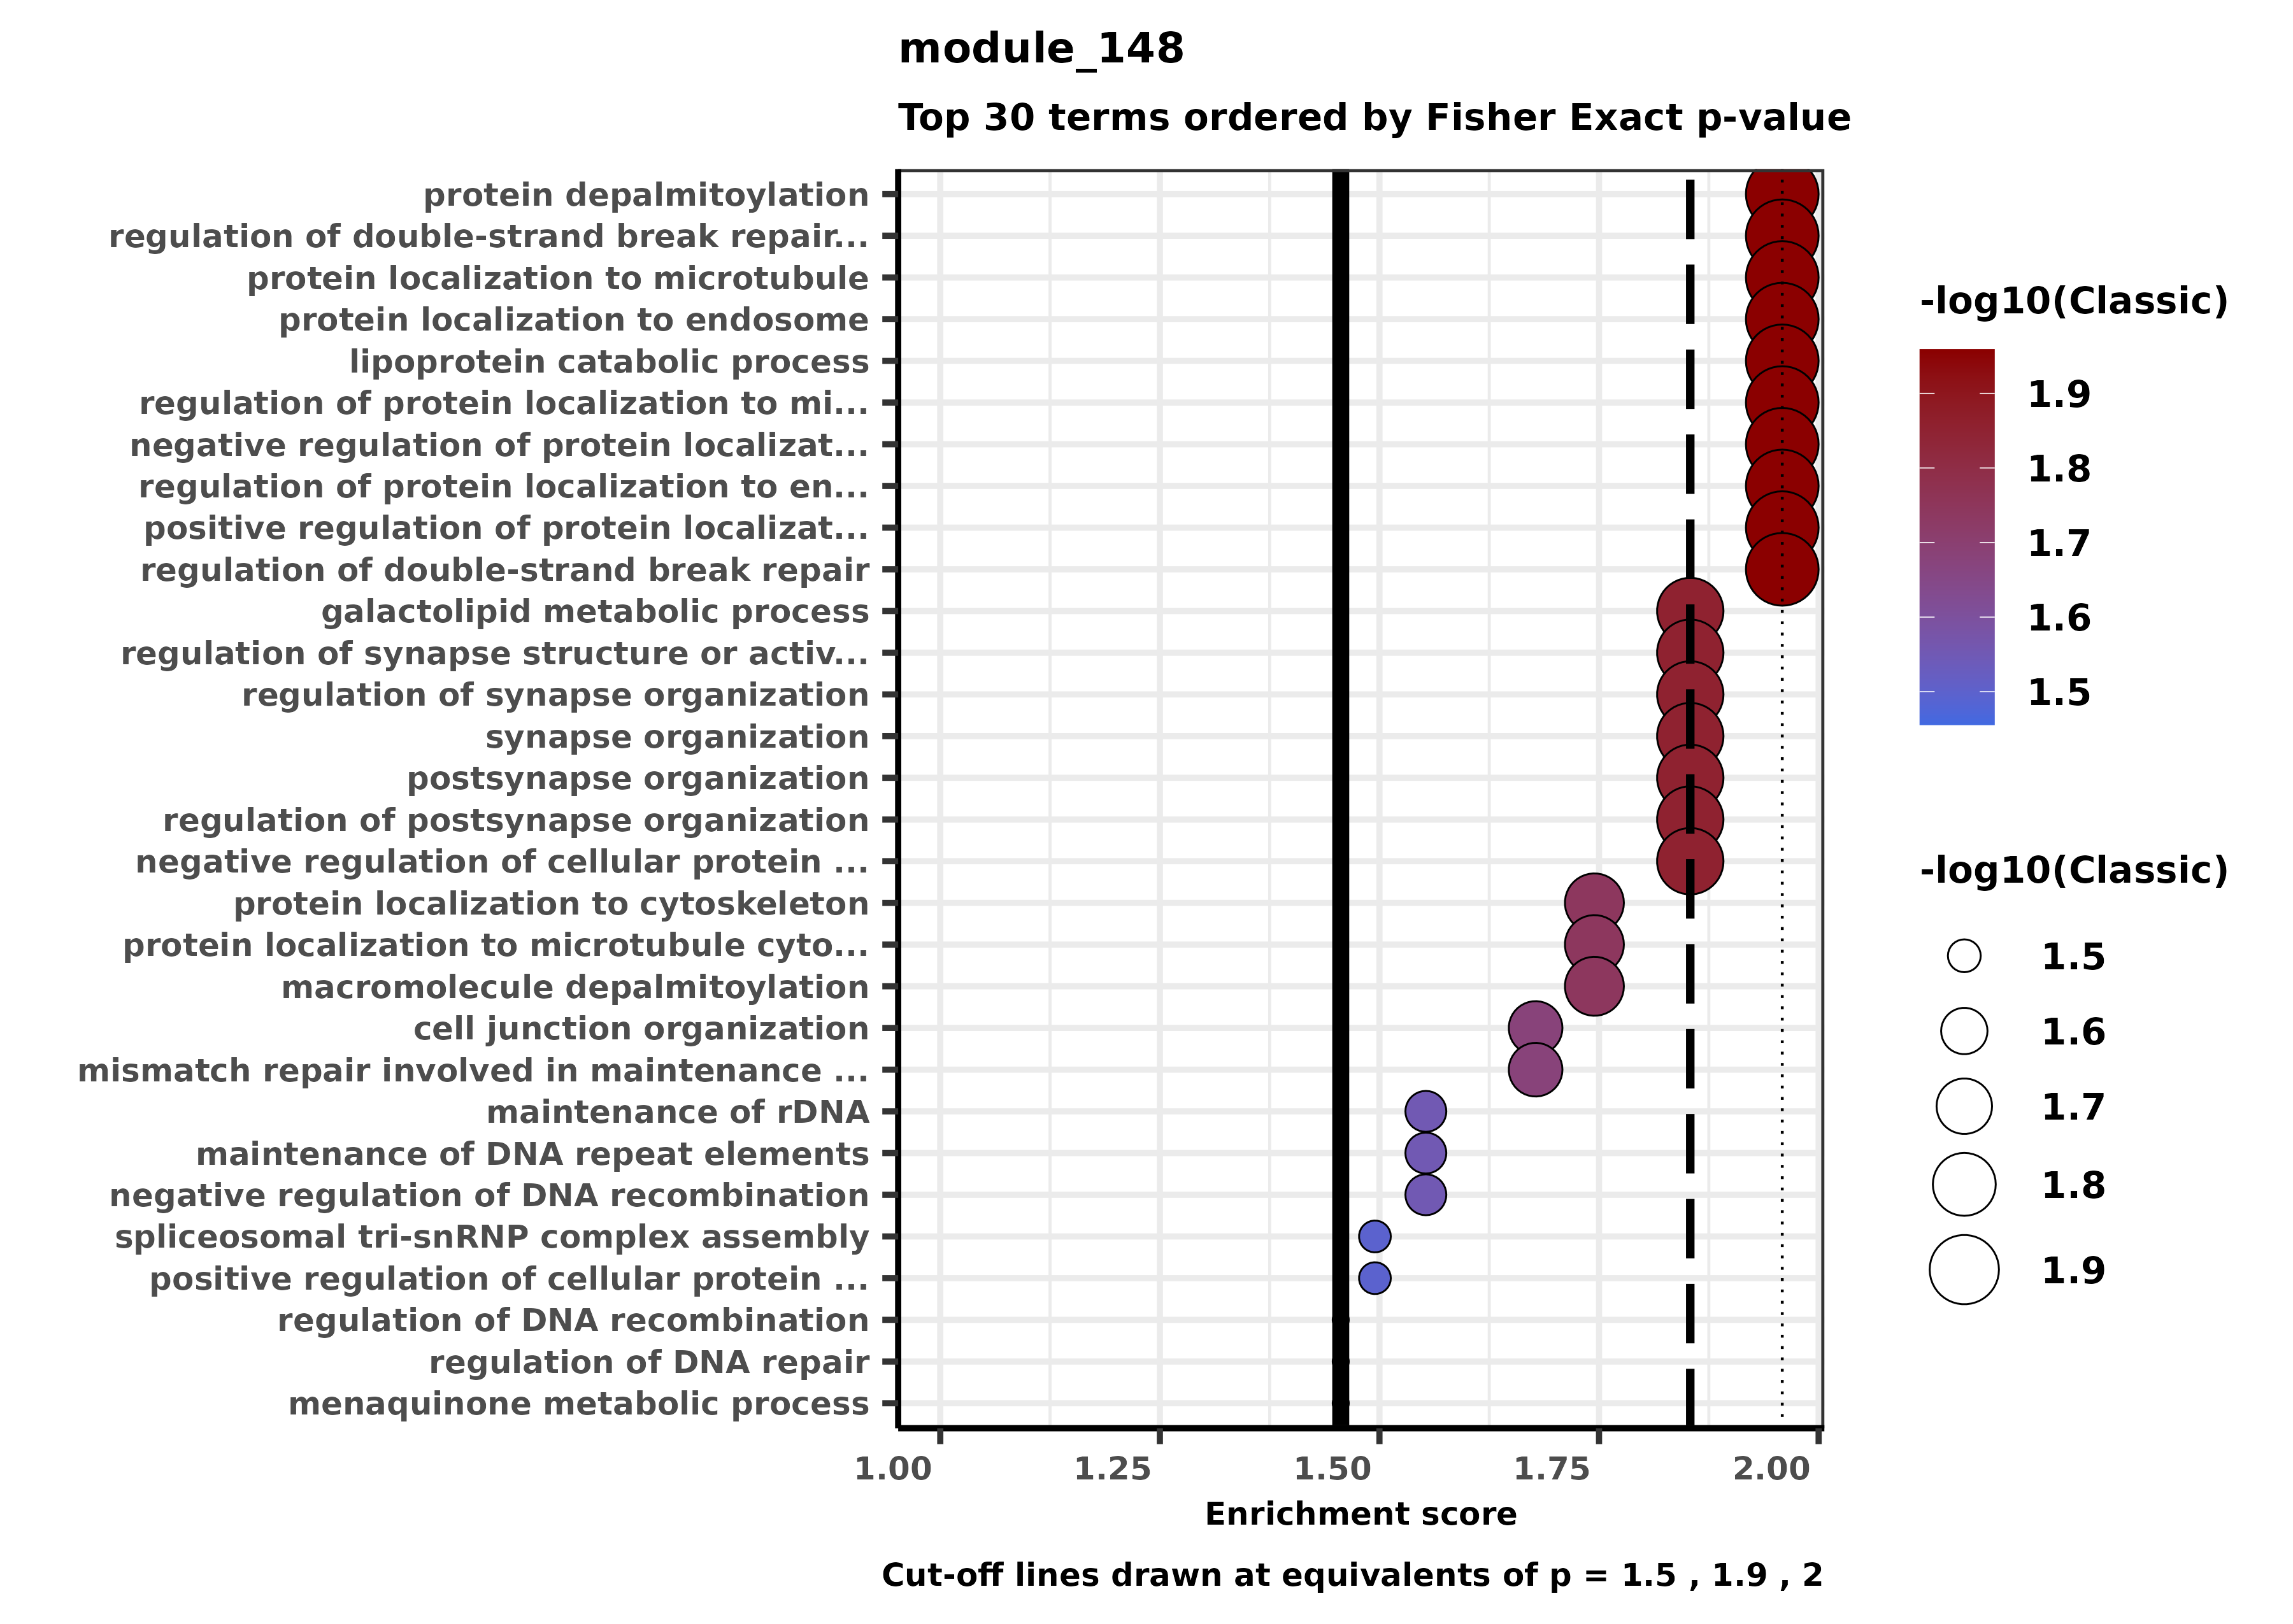 module_148
Top 30 terms ordered by Fisher Exact p-value
protein depalmitoylation
regulation of double-strand break repair...
protein localization to microtubule
protein localization to endosome
lipoprotein catabolic process
regulation of protein localization to mi...
negative regulation of protein localizat...
regulation of protein localization to en...
positive regulation of protein localizat...
regulation of double-strand break repair
galactolipid metabolic process
regulation of synapse structure or activ...
regulation of synapse organization
synapse organization
postsynapse organization
regulation of postsynapse organization
negative regulation of cellular protein ...
protein localization to cytoskeleton
protein localization to microtubule cyto...
macromolecule depalmitoylation
cell junction organization
mismatch repair involved in maintenance ...
maintenance of rDNA
maintenance of DNA repeat elements
negative regulation of DNA recombination
spliceosomal tri-snRNP complex assembly
positive regulation of cellular protein ...
regulation of DNA recombination
regulation of DNA repair
menaquinone metabolic process
1.00 1.25 1.50 1.75 2.00
Enrichment score
Cut-off lines drawn at equivalents of p = 1.5 , 1.9 , 2
-log10(Classic)
1.9
1.8
1.7
1.6
1.5
-log10(Classic)
1.5
1.6
1.7
1.8
1.9